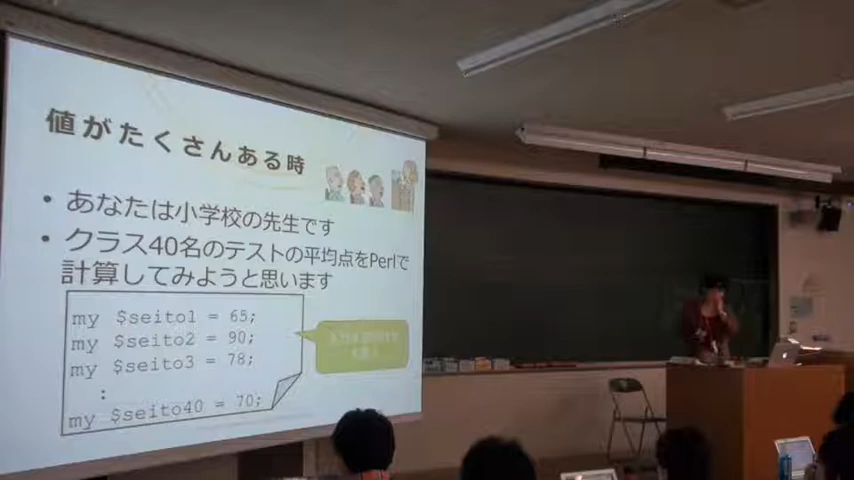 値がたくさんある時
• あなたは小学校の先生です
• クラス40名のテストの平均点をPerlで
計算してみようと思います
my $seito1 = 65;
my $seito2 = 90;
my $seito3 = 78;
:
my $seito40 = 70;